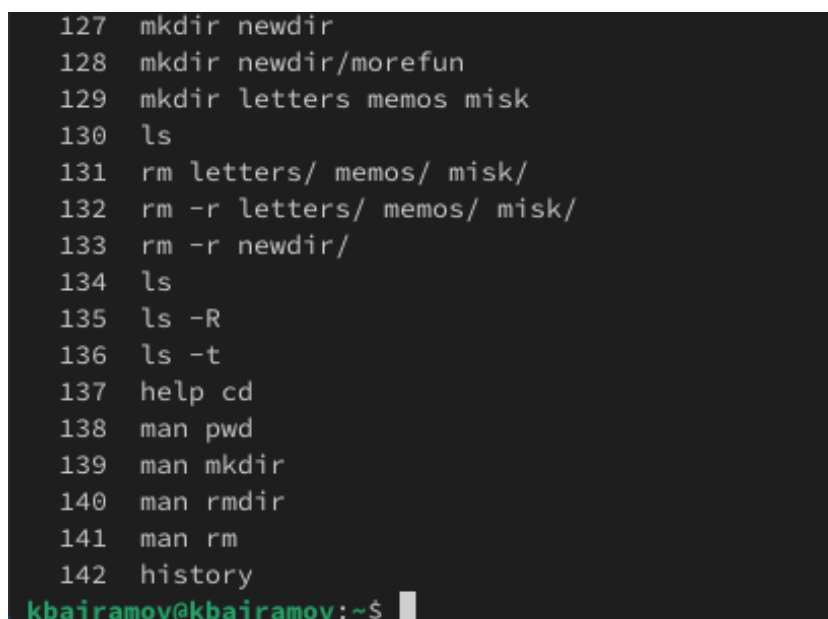 127 mkdir newdir
128 mkdir newdir/morefun
129 mkdir letters memos misk
130 ls
131 rm letters/ memos/ misk/
132 rm -r letters/ memos/ misk/
133 rm -r newdir/
134 ls
135 ls -R
136 ls -t
137 help cd
138 man pwd
139 man mkdir
140 man rmdir
141 man rm
142 history
kbairamov@kbairamov:~$